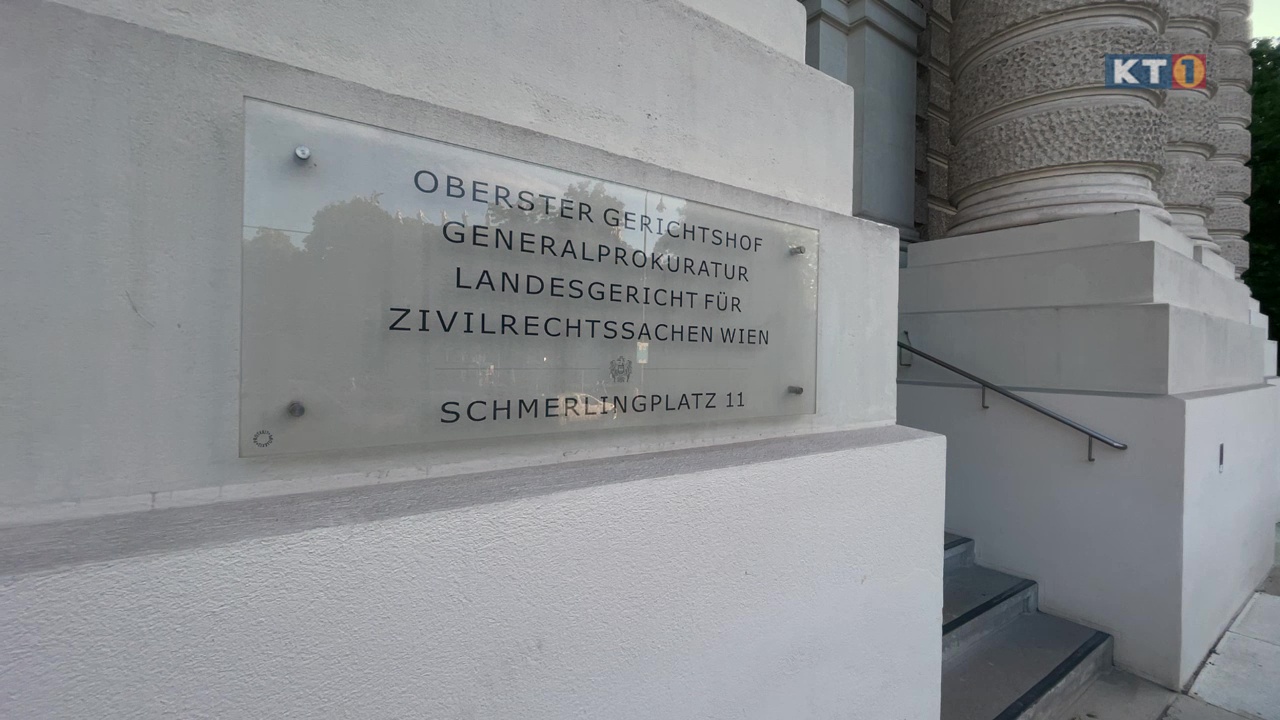 KT1
OBERSTER GERICHTSHOF
GENERALPROKURATUR
LANDESGERICHT FÜR
ZIVILRECHTSSACHEN WIEN
SCHMERLINGPLATZ 11